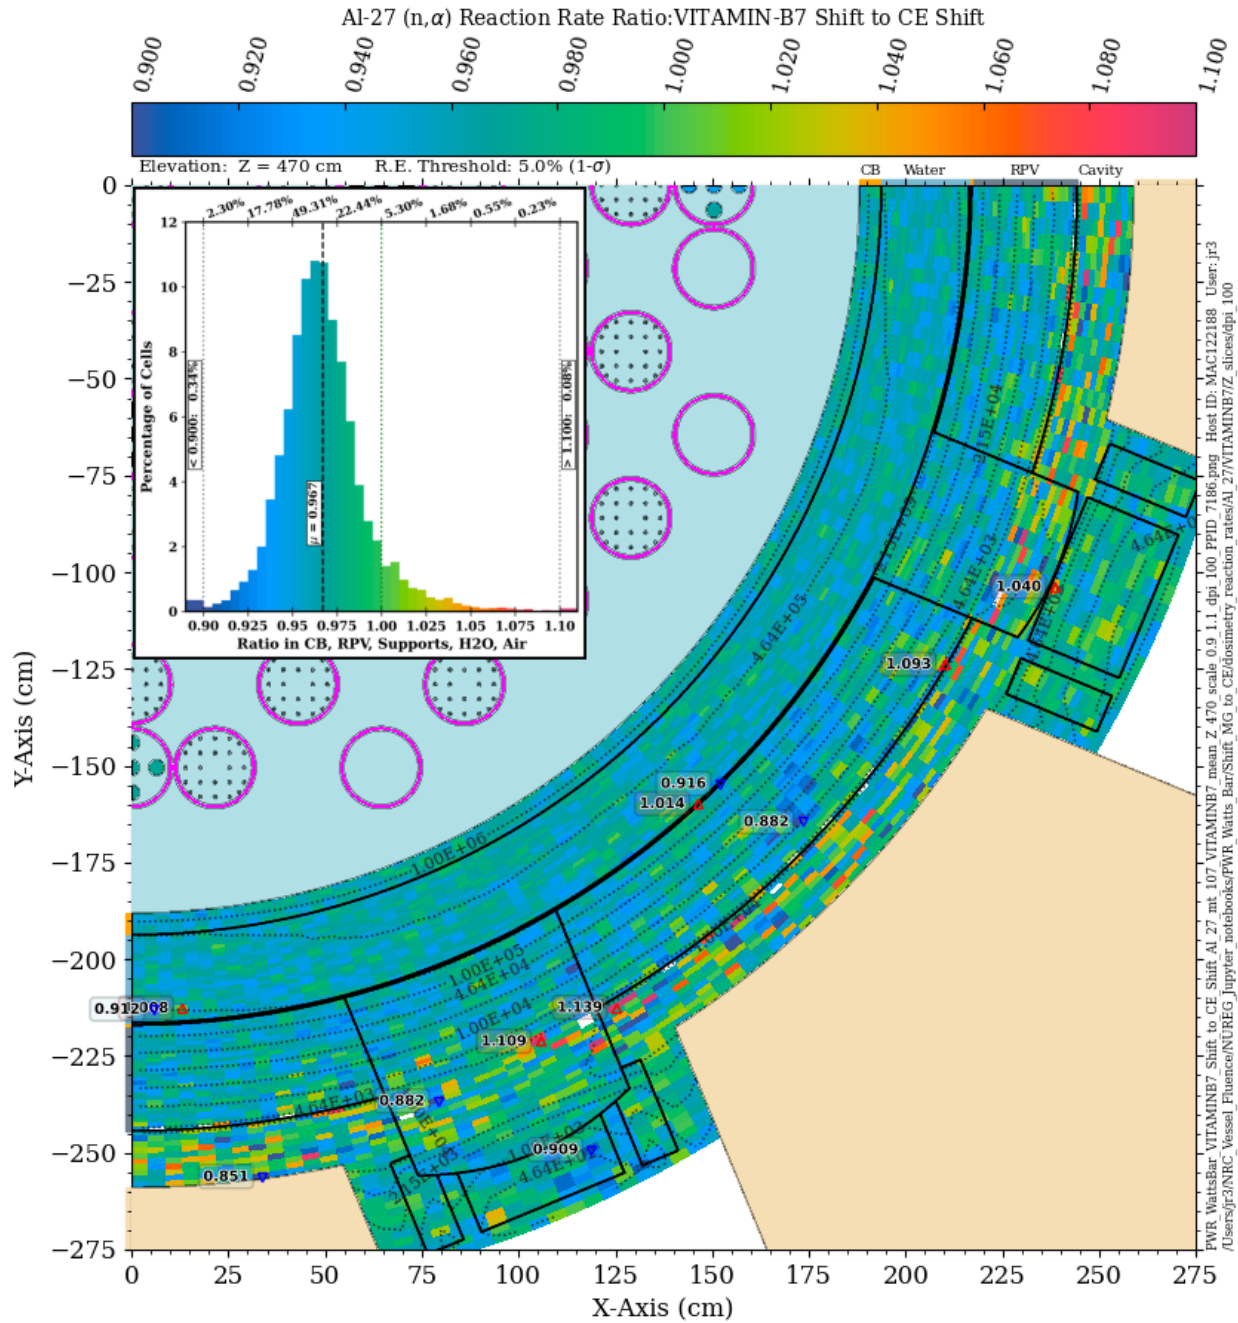 Al-27 (n,α) Reaction Rate Ratio:VITAMIN-B7 Shift to CE Shift
0.900 0.920 0.940 0.960 0.980 1.000 1.020 1.040 1.060 1.080 1.100
Elevation: Z = 470 cm R.E. Threshold: 5.0% (1-σ)
CB Water RPV Cavity
2.30% 17.78% 49.31% 22.44% 5.30% 1.68% 0.55% 0.23%
12
10
8
6
4
2
0
Percentage of Cells
< 0.900: 0.34%
μ = 0.967
> 1.100: 0.08%
0.90 0.925 0.95 0.975 1.00 1.025 1.05 1.075 1.10
Ratio in CB, RPV, Supports, H2O, Air
0
−25
−50
−75
−100
−125
−150
−175
−200
−225
−250
−275
Y-Axis (cm)
4.64E+03
4.64E+05
1.040
1.093
0.916
1.014
0.882
1.00E+06
1.00E+05
4.64E+04
1.00E+04
0.912
1.139
1.109
4.64E+03
0.882
1.00E+03
0.909
2.15E+03
0.851
0 25 50 75 100 125 150 175 200 225 250 275
X-Axis (cm)
PWR_WattsBar_VITAMINB7_Shift_to_CE_Shift_Al_27_mt_107_VITAMINB7_mean_Z_470_scale_0.9_1.1_dpi_100_PPID_7186.png Host ID: MAC122188 User: jr3
/Users/jr3/NRC_Vessel_Fluence/NUREG_Jupyter_notebooks/PWR_Watts_Bar/Shift_MG_to_CE/dosimetry_reaction_rates/Al_27/VITAMINB7/Z_slices/dpi_100